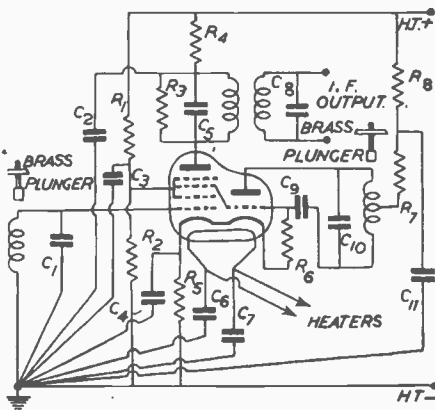 H.T.+
R4
R8
R3
C8
I.F.
OUTPUT.
C2
R1
C5
BRASS
PLUNGER
BRASS
PLUNGER
C3
C9
R7
C1
R2
C10
R6
C4
R5
C6
C7
C11
HEATERS
HT-